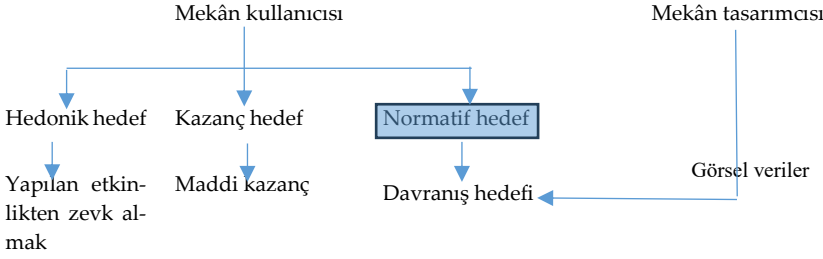 Mekân kullanıcısı
Mekân tasarımcısı
Hedonik hedef
Kazanç hedef
Normatif hedef
Görsel veriler
Yapılan etkin-
likten zevk al-
mak
Maddi kazanç
Davranış hedefi